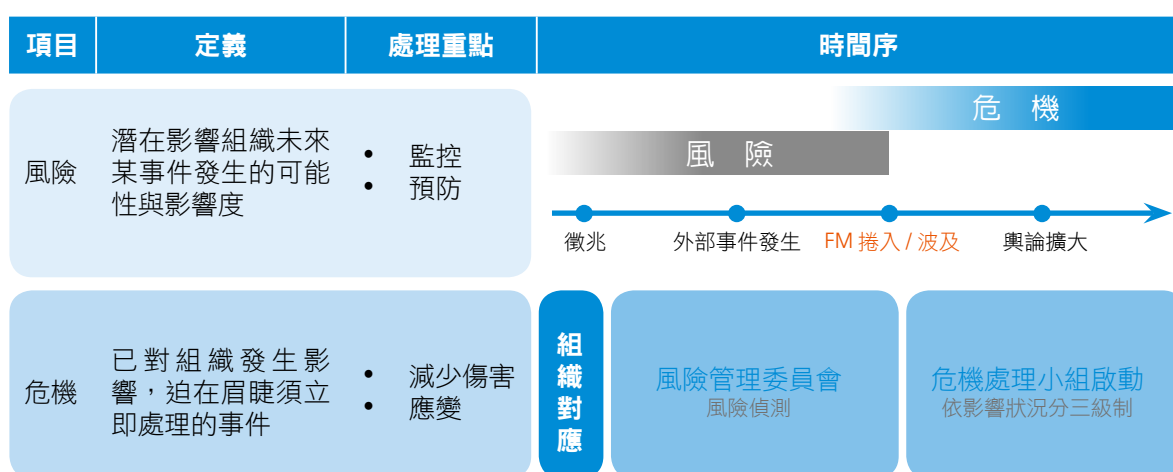 項目 定義 處理重點 時間序
危 機
風 險
風險
潛在影響組織未來
某事件發生的可能
性與影響度
• 監控
• 預防
徵兆 外部事件發生 FM 捲入 / 波及 輿論擴大
危機
已對組織發生影
響,迫在眉睫須立
即處理的事件
• 減少傷害
• 應變
組
織
對
應
風險管理委員會
風險偵測
危機處理小組啟動
依影響狀況分三級制